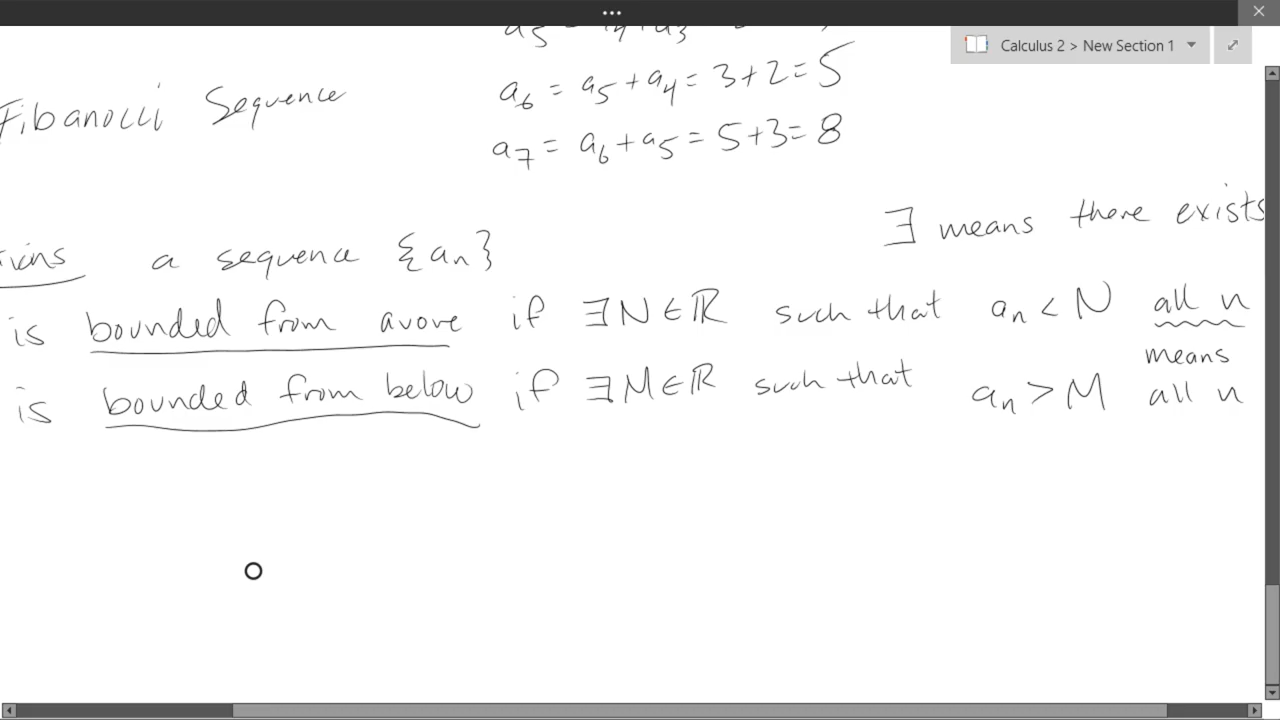 Calculus 2 > New Section 1
a₆ = a₅ + a₄ = 3 + 2 = 5
Fibanocci Sequence
a₇ = a₆ + a₅ = 5 + 3 = 8
∃ means there exists
a sequence {aₙ}
is bounded from avove if ∃ N ∈ ℝ such that aₙ < N all n
means
is bounded from below if ∃ M ∈ ℝ such that aₙ > M all n